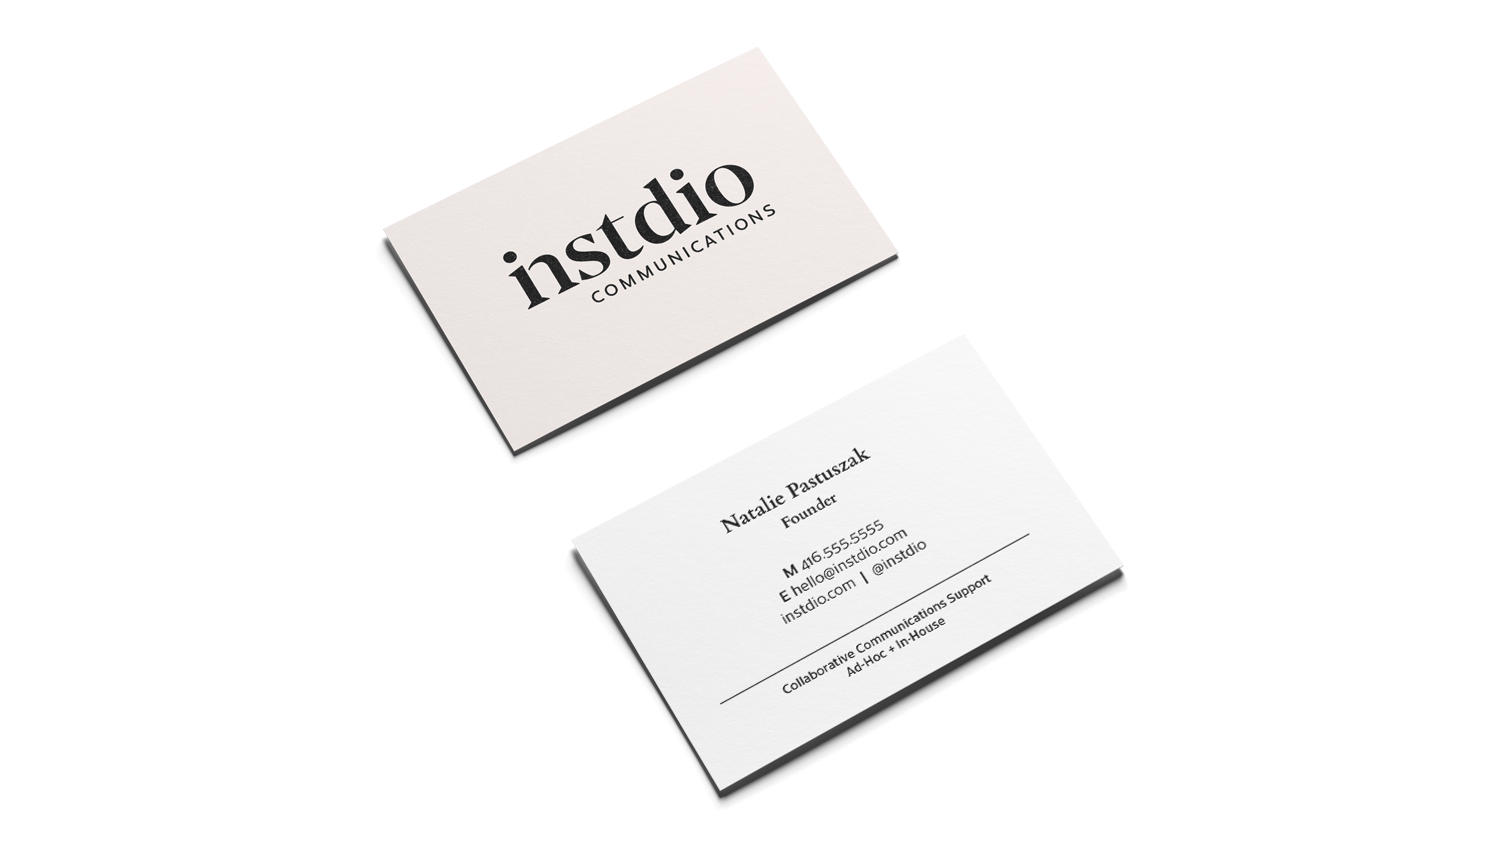 instdio
COMMUNICATIONS
Natalie Pastuszak
Founder
M 416.555.5555
E hello@instdio.com
instdio.com | @instdio
Collaborative Communications Support
Ad-Hoc + In-House